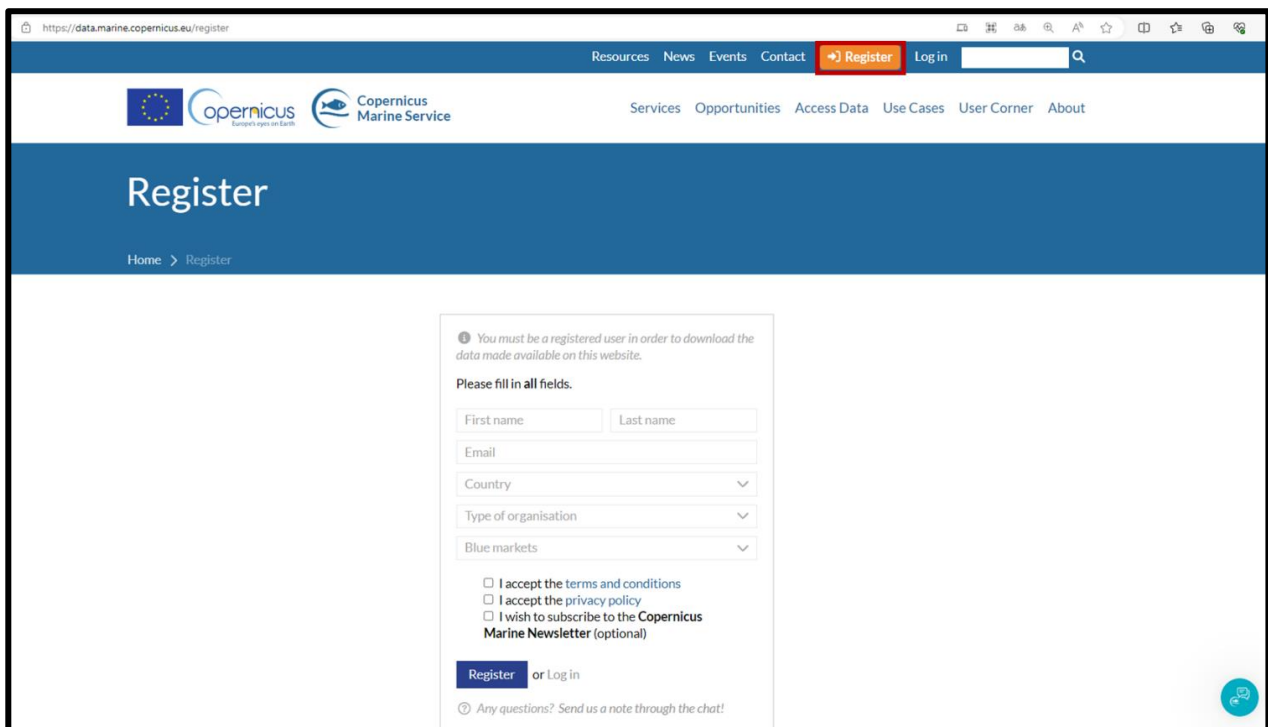 https://data.marine.copernicus.eu/register
Resources News Events Contact Register Log in
Copernicus
Europe's eyes on Earth
Copernicus
Marine Service
Services Opportunities Access Data Use Cases User Corner About
Register
Home > Register
You must be a registered user in order to download the
data made available on this website.
Please fill in all fields.
First name Last name
Email
Country
Type of organisation
Blue markets
I accept the terms and conditions
I accept the privacy policy
I wish to subscribe to the Copernicus
Marine Newsletter (optional)
Register or Log in
Any questions? Send us a note through the chat!